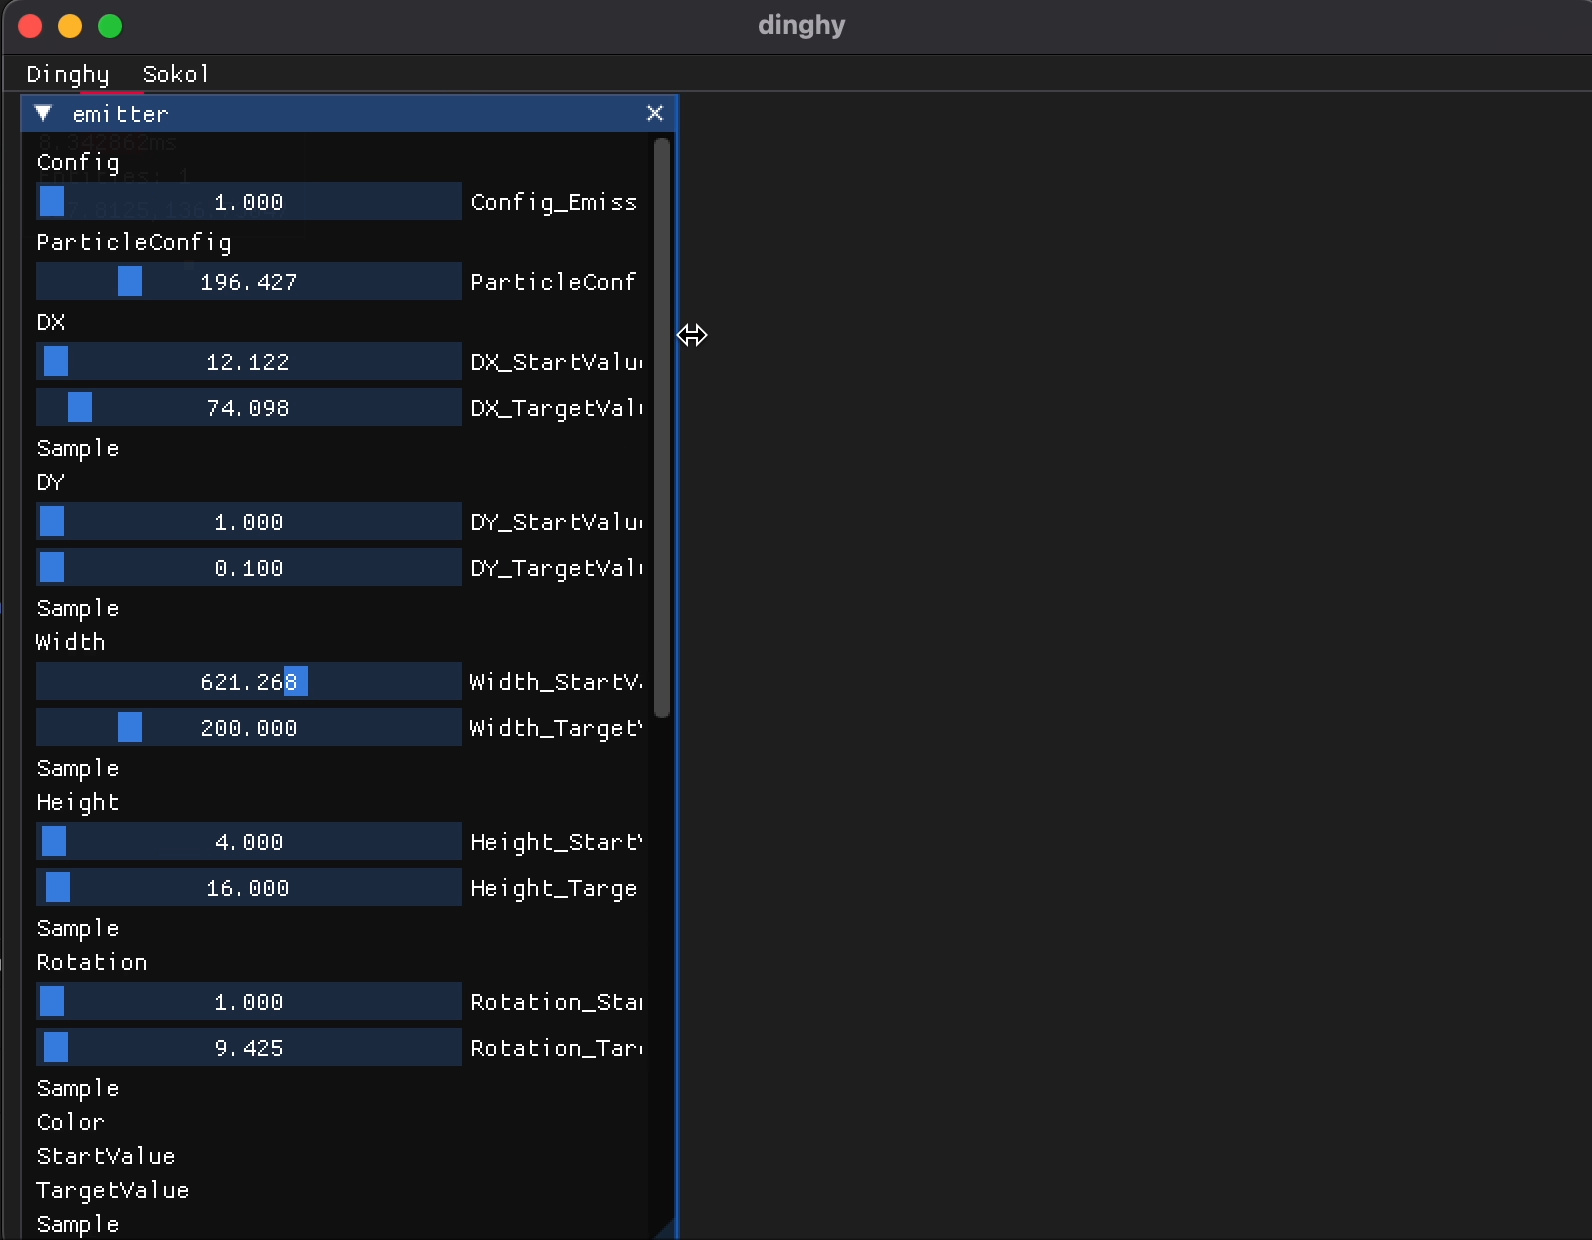 dinghy
Dinghy Sokol
emitter
8.342862ms
Config
1.000 Config_Emiss
ParticleConfig
196.427 ParticleConf
DX
12.122 DX_StartValu
74.098 DX_TargetVal
Sample
DY
1.000 DY_StartValu
0.100 DY_TargetVal
Sample
Width
621.268 Width_StartV
200.000 Width_Target
Sample
Height
4.000 Height_Start
16.000 Height_Targe
Sample
Rotation
1.000 Rotation_Sta
9.425 Rotation_Tar
Sample
Color
StartValue
TargetValue
Sample